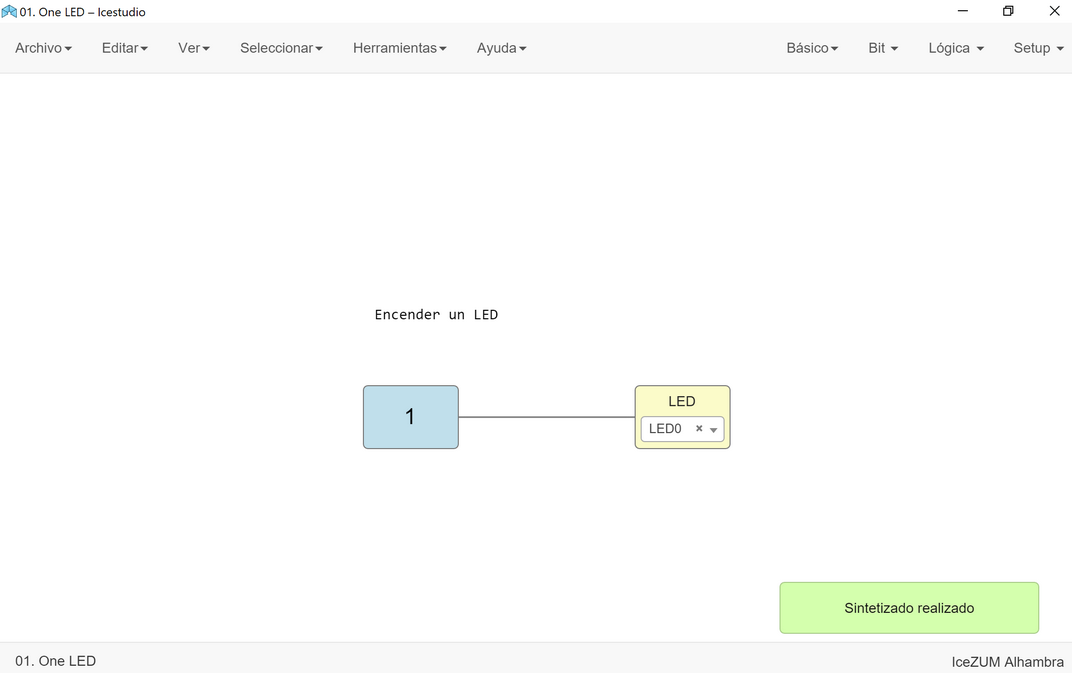 01. One LED – Icestudio
Archivo Editar Ver Seleccionar Herramientas Ayuda Básico Bit Lógica Setup
Encender un LED
1
LED
LED0 ×
Sintetizado realizado
01. One LED
IceZUM Alhambra